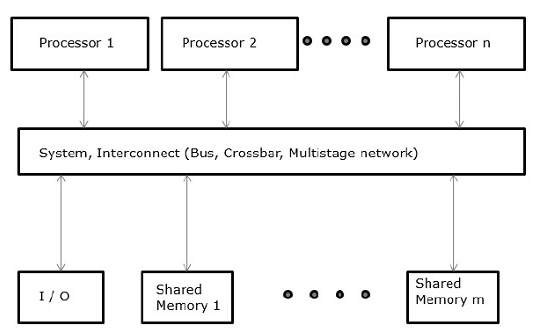 Processor 1
Processor 2
Processor n
System, Interconnect (Bus, Crossbar, Multistage network)
I / O
Shared
Memory 1
Shared
Memory m